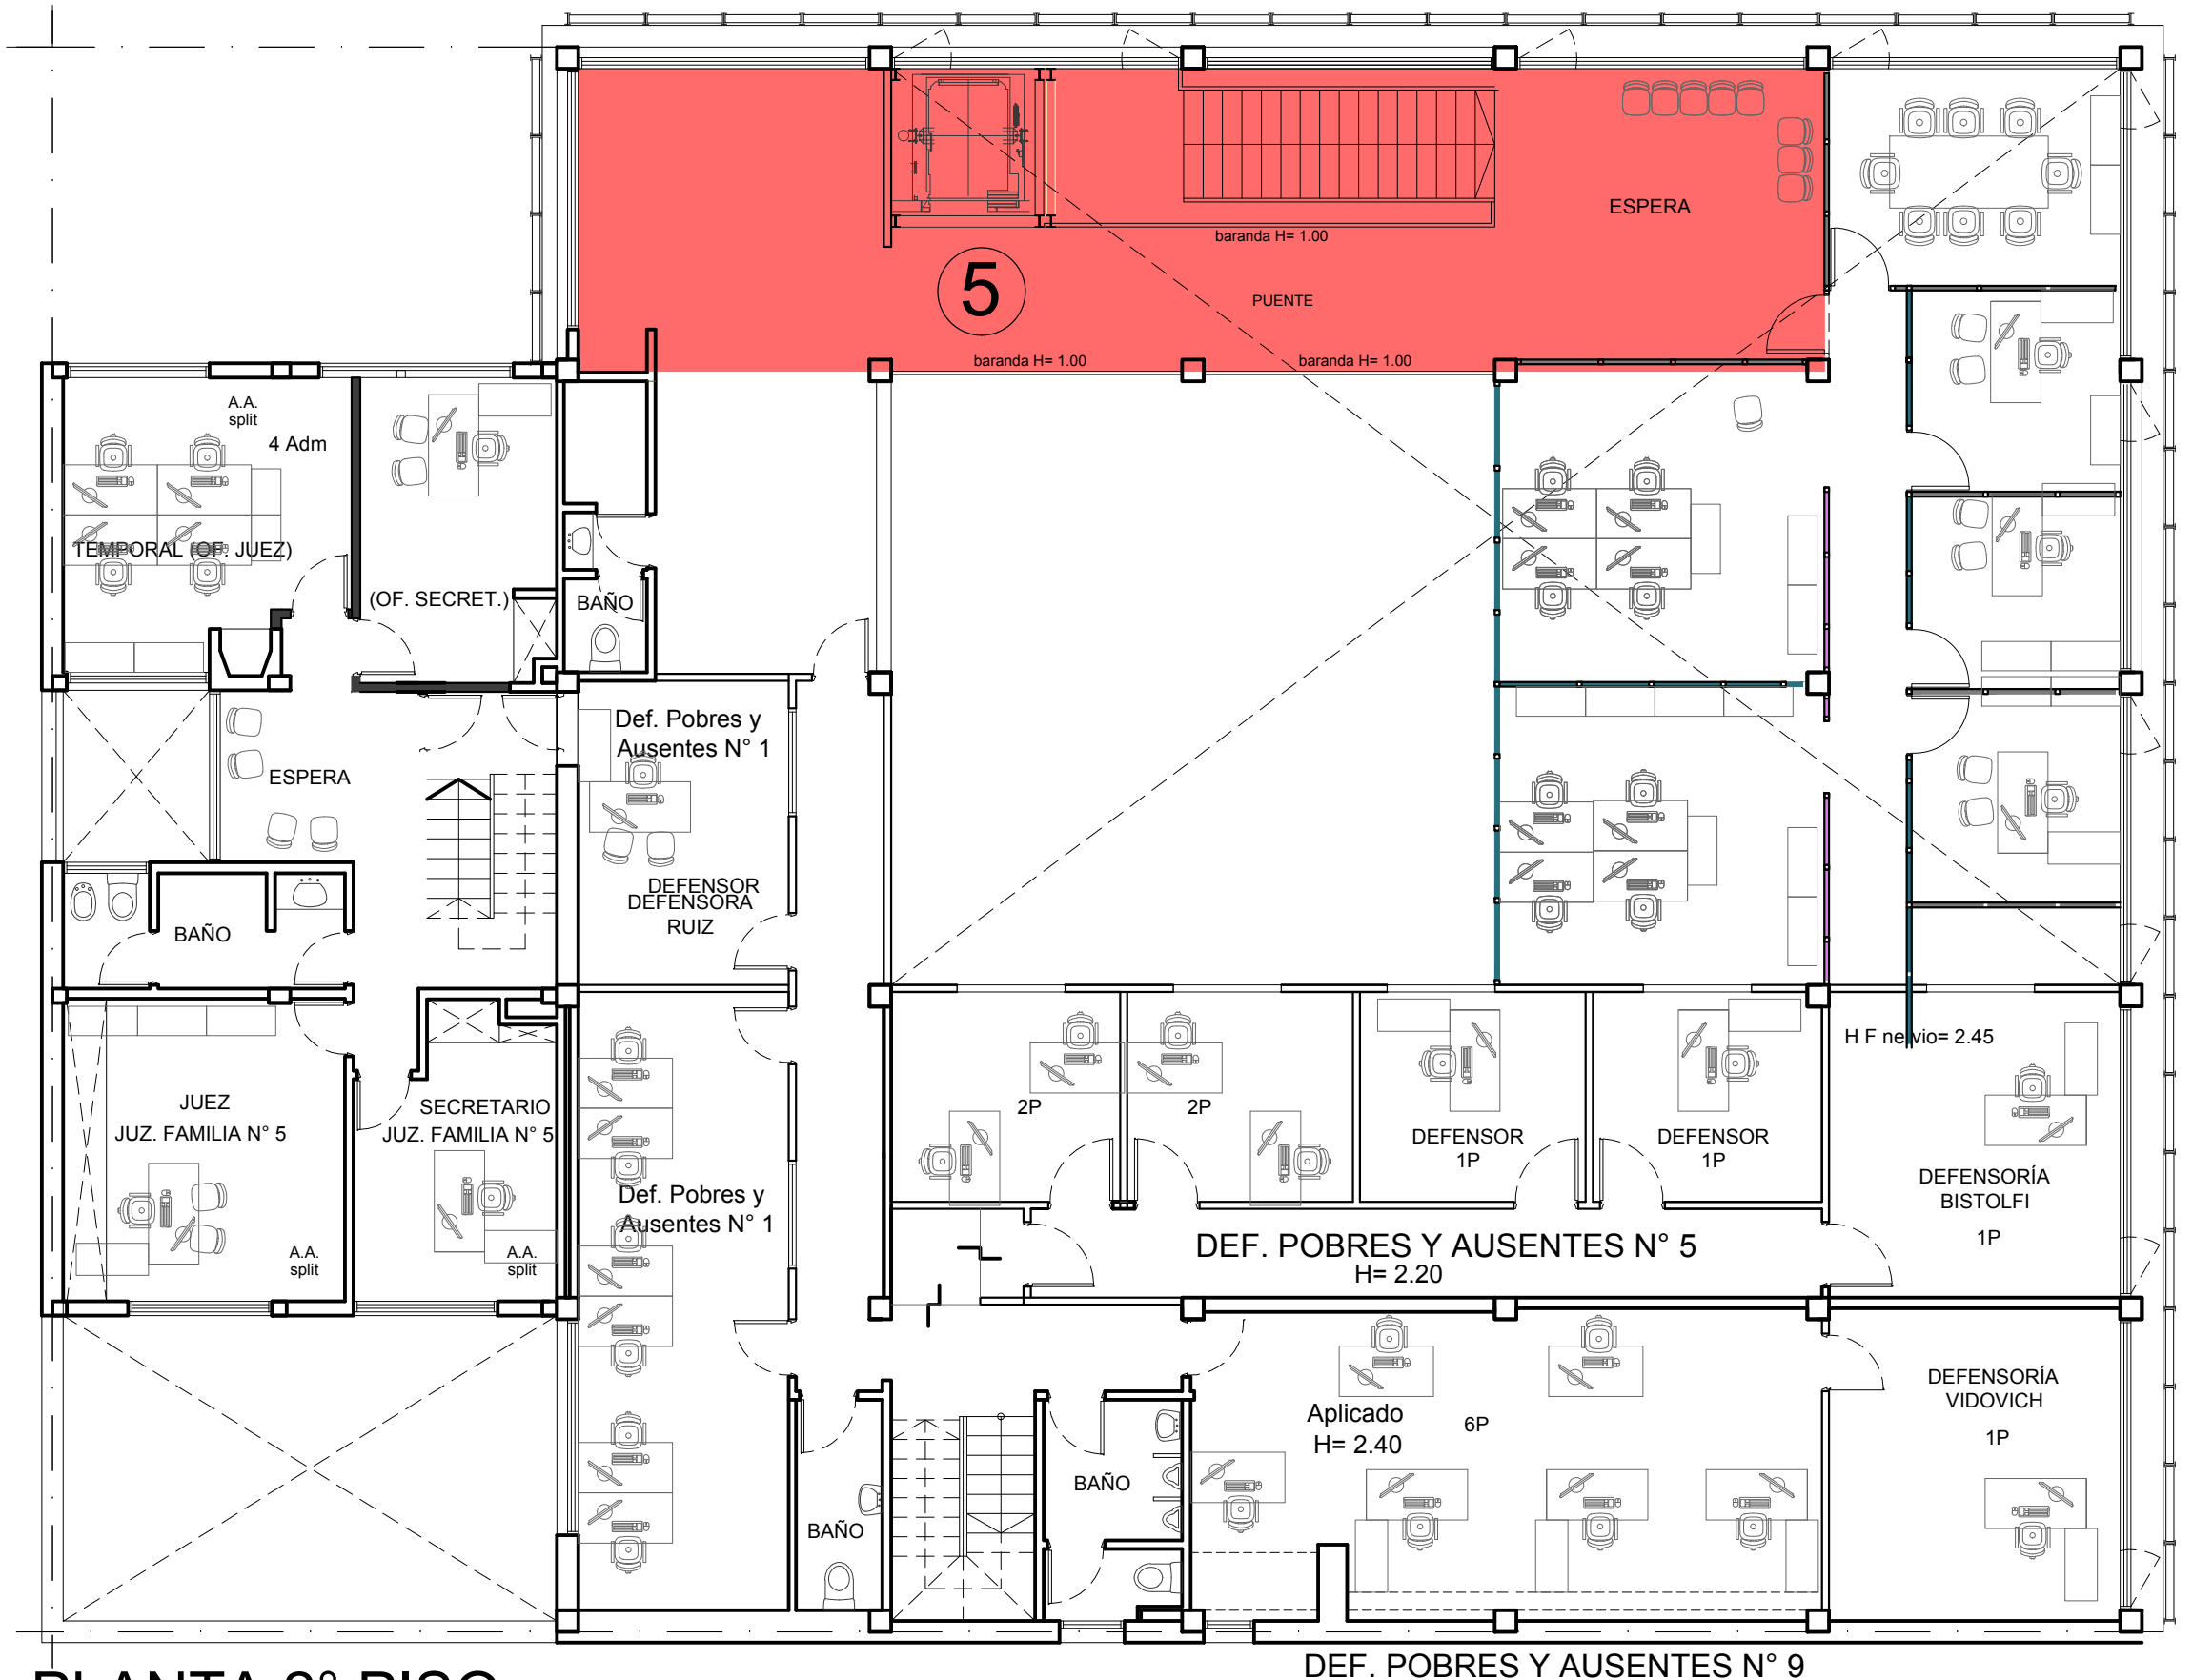 ESPERA
baranda H= 1.00
5
PUENTE
baranda H= 1.00
baranda H= 1.00
A.A.
split
4 Adm
TEMPORAL (OF. JUEZ)
(OF. SECRET.)
BAÑO
Def. Pobres y
Ausentes N° 1
ESPERA
DEFENSOR
DEFENSORA
RUIZ
BAÑO
H F nervio= 2.45
JUEZ
JUZ. FAMILIA N° 5
SECRETARIO
JUZ. FAMILIA N° 5
2P
2P
DEFENSOR
1P
DEFENSOR
1P
DEFENSORÍA
BISTOLFI
1P
Def. Pobres y
Ausentes N° 1
A.A.
split
A.A.
split
DEF. POBRES Y AUSENTES N° 5
H= 2.20
DEFENSORÍA
VIDOVICH
1P
Aplicado
H= 2.40
6P
BAÑO
BAÑO
DEF. POBRES Y AUSENTES N° 9